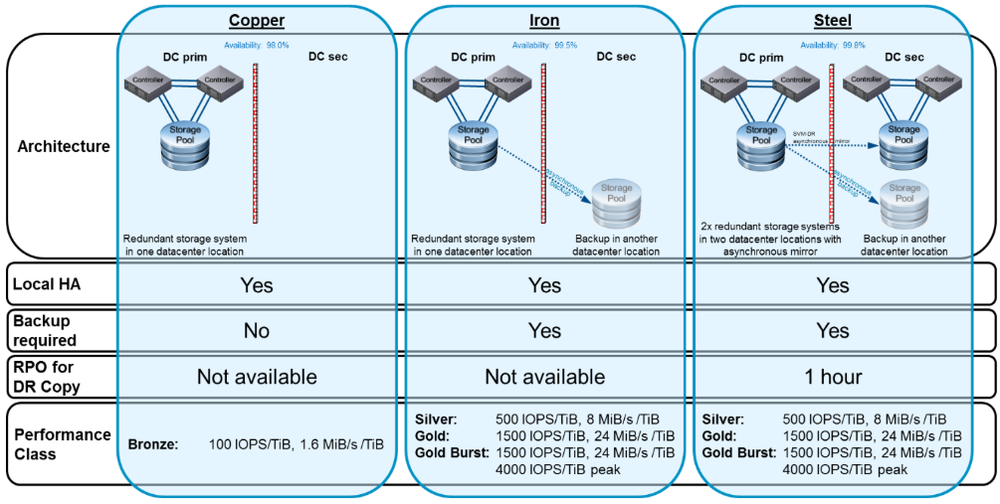 Copper
Iron
Steel
Architecture
Availability: 98.0%
DC prim
DC sec
Controller
Controller
Storage
Pool
Redundant storage system
in one datacenter location
Availability: 99.5%
DC prim
DC sec
Controller
Controller
Storage
Pool
asynchronous
backup
Storage
Pool
Redundant storage system
in one datacenter location
Backup in another
datacenter location
Availability: 99.8%
DC prim
DC sec
Controller
Controller
Controller
Controller
Storage
Pool
SVM-DR
asynchronous mirror
Storage
Pool
asynchronous
backup
Storage
Pool
2x redundant storage systems
in two datacenter locations with
asynchronous mirror
Backup in another
datacenter location
Local HA
Yes
Yes
Yes
Backup
required
No
Yes
Yes
RPO for
DR Copy
Not available
Not available
1 hour
Performance
Class
Bronze: 100 IOPS/TiB, 1.6 MiB/s /TiB
Silver: 500 IOPS/TiB, 8 MiB/s /TiB
Gold: 1500 IOPS/TiB, 24 MiB/s /TiB
Gold Burst: 1500 IOPS/TiB, 24 MiB/s /TiB
4000 IOPS/TiB peak
Silver: 500 IOPS/TiB, 8 MiB/s /TiB
Gold: 1500 IOPS/TiB, 24 MiB/s /TiB
Gold Burst: 1500 IOPS/TiB, 24 MiB/s /TiB
4000 IOPS/TiB peak